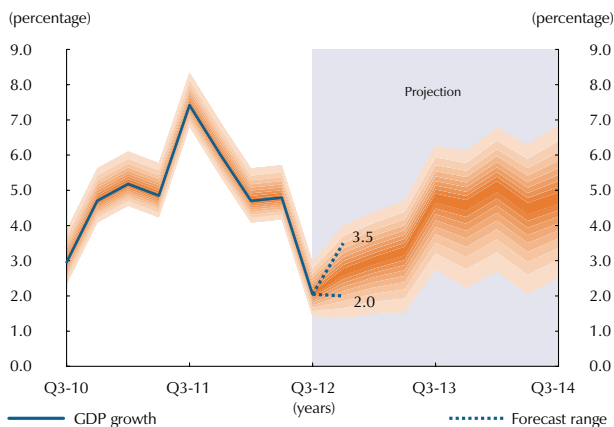 (percentage) (percentage)
9.0 9.0
8.0 8.0
Projection
7.0 7.0
6.0 6.0
5.0 5.0
4.0 4.0
3.5
3.0 3.0
2.0 2.0 2.0
1.0 1.0
0.0 0.0
Q3-10 Q3-11 Q3-12 Q3-13 Q3-14
(years)
GDP growth Forecast range